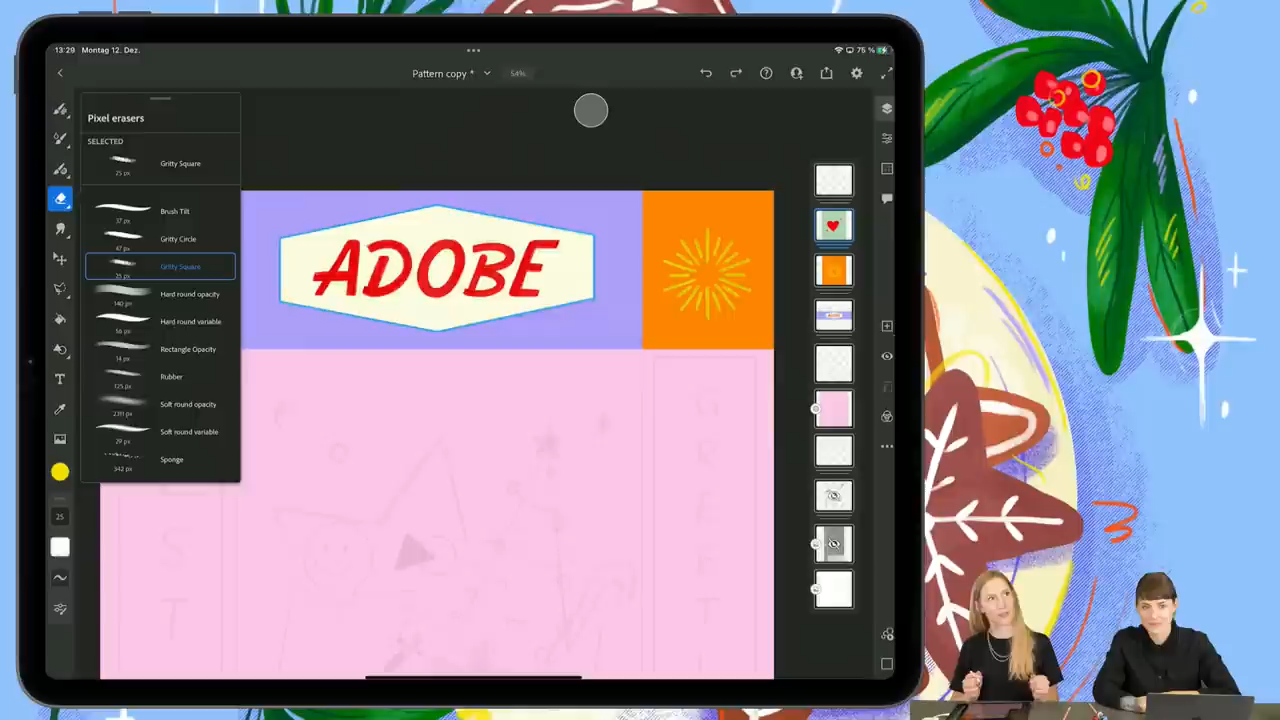 13:29 Montag 12. Dez.
75 %
Pattern copy *
54%
Pixel erasers
SELECTED
Gritty Square
25 px
Brush Tilt
37 px
Gritty Circle
47 px
Gritty Square
25 px
Hard round opacity
140 px
Hard round variable
56 px
Rectangle Opacity
14 px
Rubber
125 px
Soft round opacity
2311 px
Soft round variable
29 px
Sponge
342 px
25
ADOBE
S
T